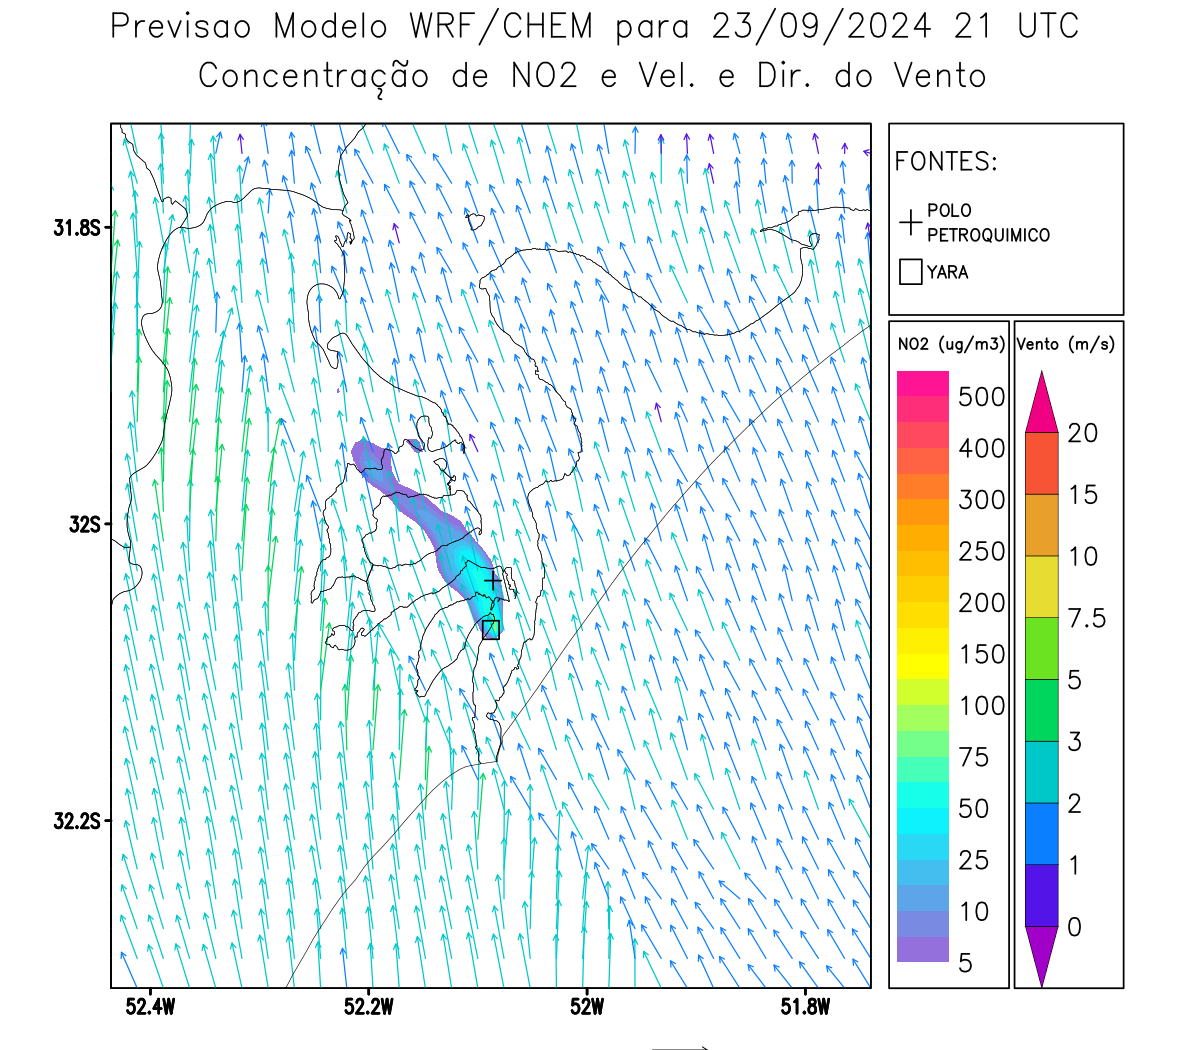 Previsao Modelo WRF/CHEM para 23/09/2024 21 UTC
Concentração de NO2 e Vel. e Dir. do Vento
FONTES:
POLO
PETROQUIMICO
YARA
NO2 (ug/m3)
500
400
300
250
200
150
100
75
50
25
10
5
Vento (m/s)
20
15
10
7.5
5
3
2
1
0
31.8S
32S
32.2S
52.4W
52.2W
52W
51.8W